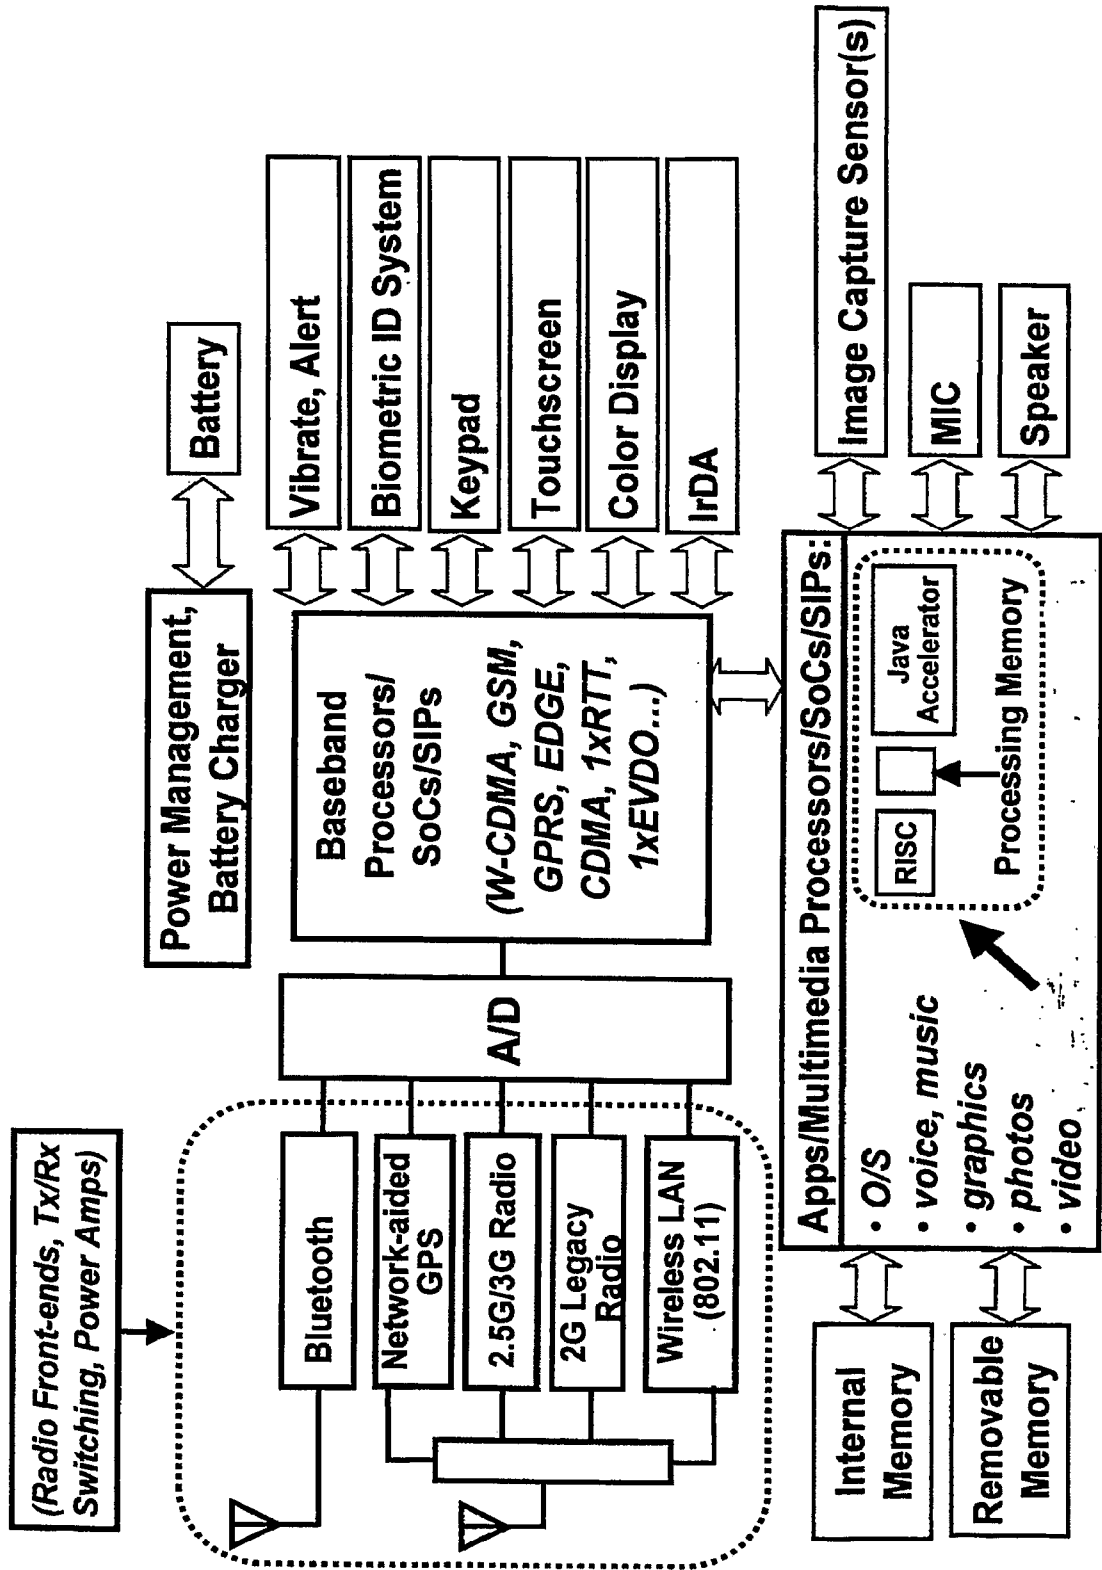 (Radio Front-ends, Tx/Rx
Switching, Power Amps)
Power Management,
Battery Charger
Battery
Bluetooth
Network-aided
GPS
2.5G/3G Radio
2G Legacy
Radio
Wireless LAN
(802.11)
A/D
Baseband
Processors/
SoCs/SIPs
(W-CDMA, GSM,
GPRS, EDGE,
CDMA, 1xRTT,
1xEVDO...)
Vibrate, Alert
Biometric ID System
Keypad
Touchscreen
Color Display
IrDA
Internal
Memory
Removable
Memory
Apps/Multimedia Processors/SoCs/SIPs:
• O/S
• voice, music
• graphics
• photos
• video
RISC
Java
Accelerator
Processing Memory
Image Capture Sensor(s)
MIC
Speaker